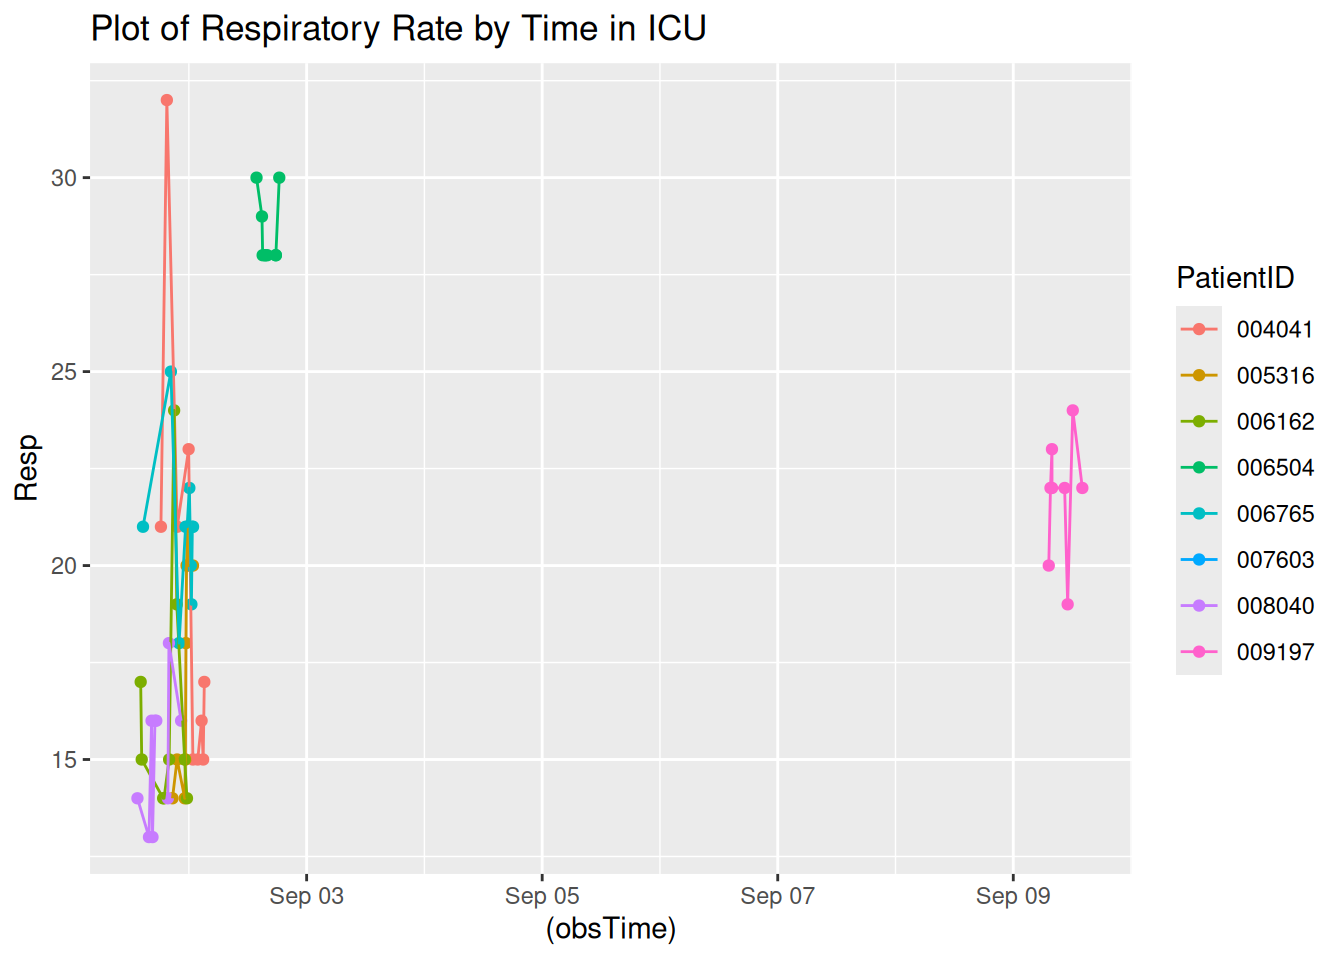 Plot of Respiratory Rate by Time in ICU
30
25
20
15
Resp
Sep 03
Sep 05
Sep 07
Sep 09
(obsTime)
PatientID
004041
005316
006162
006504
006765
007603
008040
009197